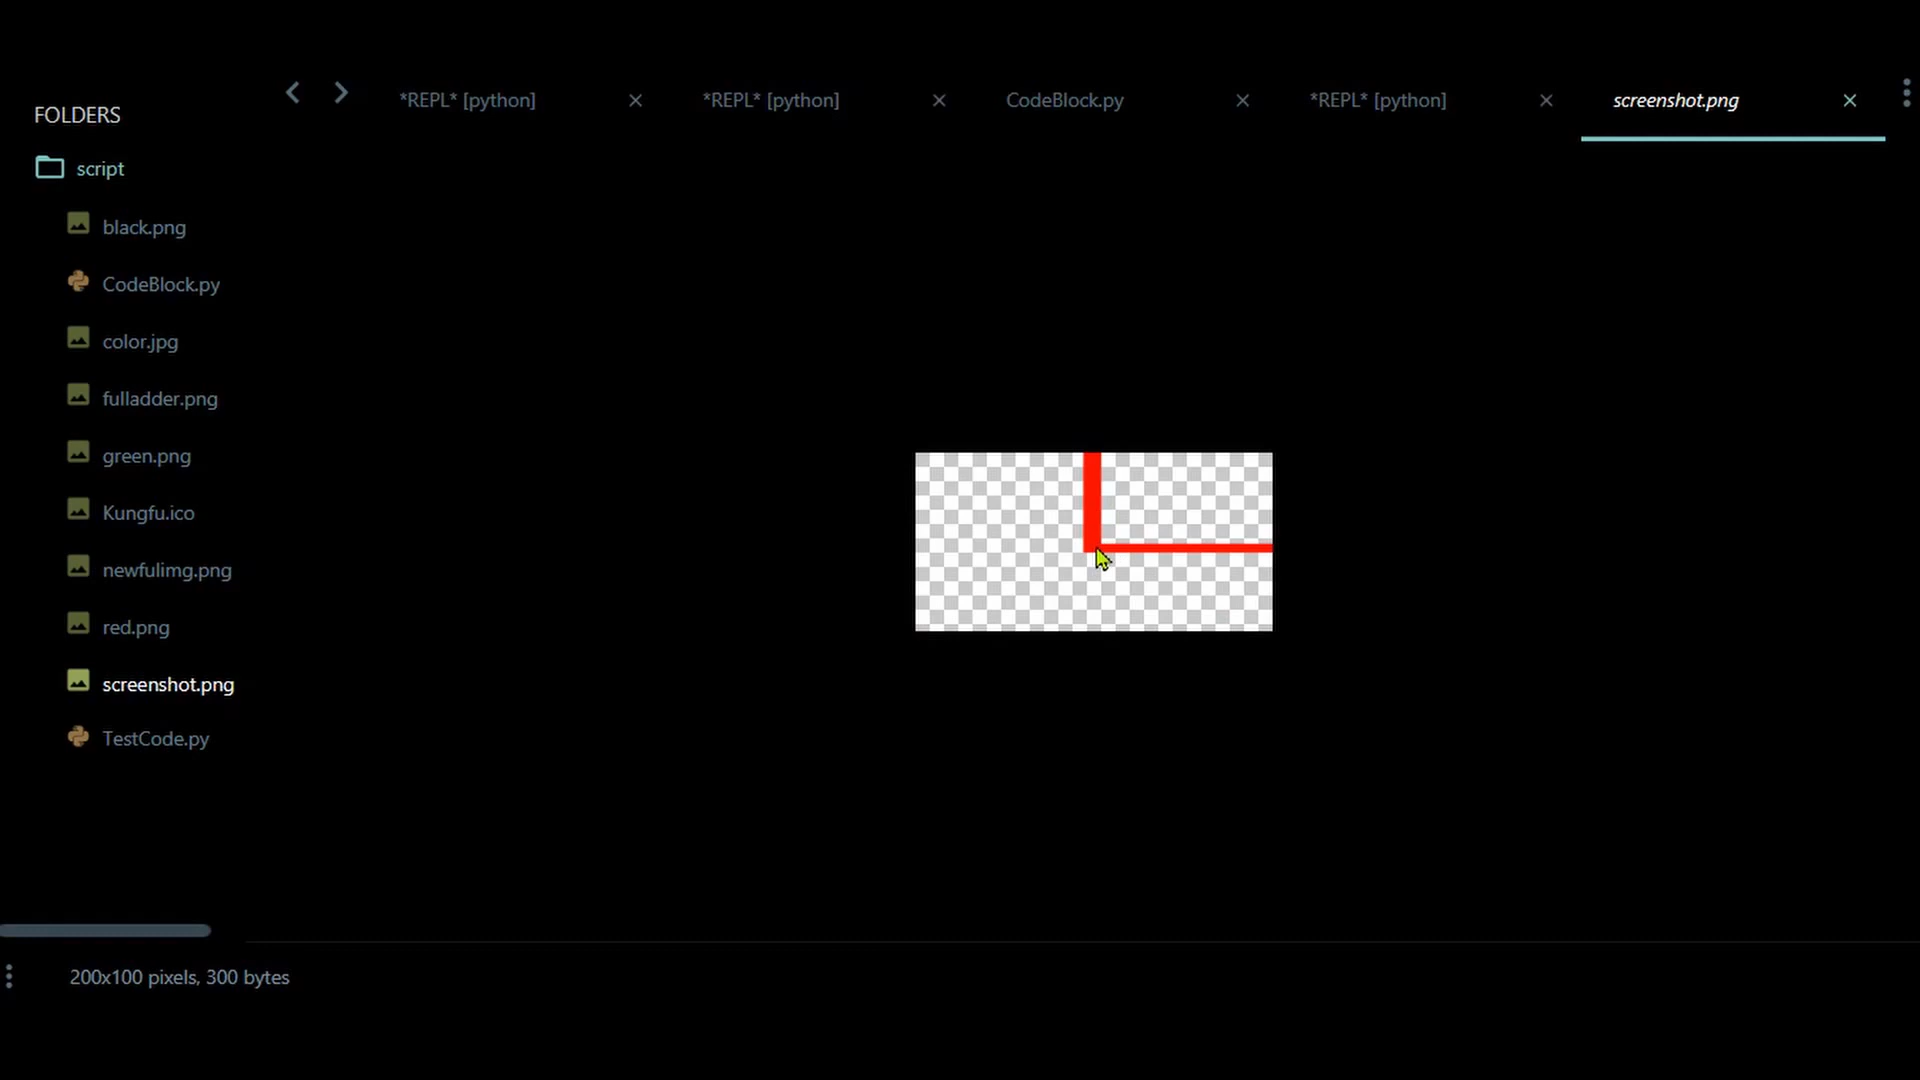 *REPL* [python]
*REPL* [python]
CodeBlock.py
*REPL* [python]
screenshot.png
FOLDERS
script
black.png
CodeBlock.py
color.jpg
fulladder.png
green.png
Kungfu.ico
newfulimg.png
red.png
screenshot.png
TestCode.py
200x100 pixels, 300 bytes